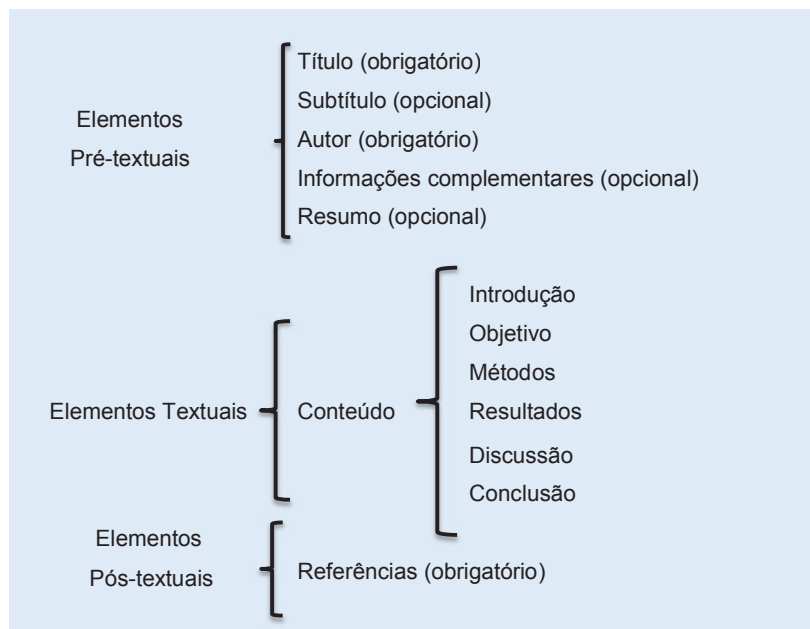 Elementos
Pré-textuais
Título (obrigatório)
Subtítulo (opcional)
Autor (obrigatório)
Informações complementares (opcional)
Resumo (opcional)
Elementos Textuais
Conteúdo
Introdução
Objetivo
Métodos
Resultados
Discussão
Conclusão
Elementos
Pós-textuais
Referências (obrigatório)